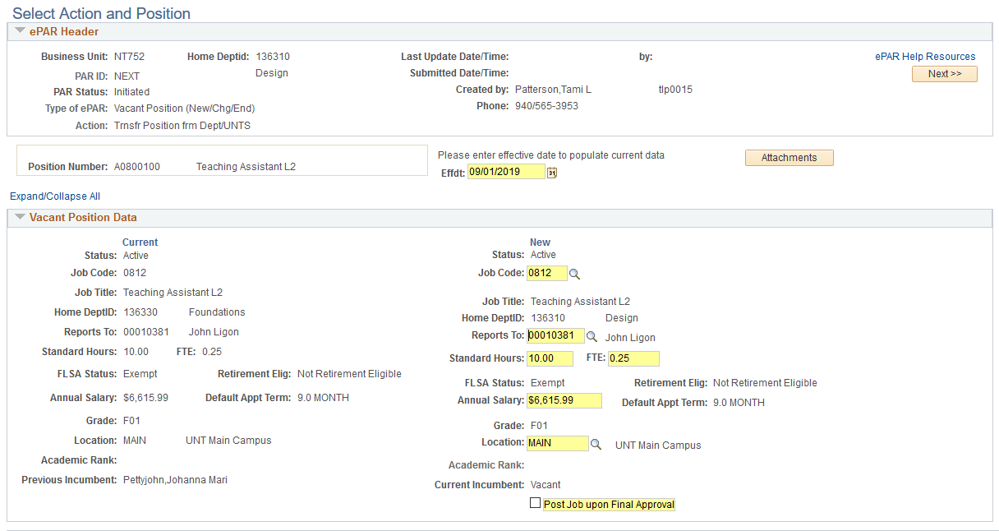 Select Action and Position
ePAR Header
Business Unit: NT752 Home Deptid: 136310 Last Update Date/Time: by: ePAR Help Resources
PAR ID: NEXT Design Submitted Date/Time: Next >>
PAR Status: Initiated Created by: Patterson,Tami L tlp0015
Type of ePAR: Vacant Position (New/Chg/End) Phone: 940/565-3953
Action: Trnsfr Position frm Dept/UNTS
Please enter effective date to populate current data Attachments
Position Number: A0800100 Teaching Assistant L2 Effdt: 09/01/2019 31
Expand/Collapse All
Vacant Position Data
Current New
Status: Active Status: Active
Job Code: 0812 Job Code: 0812
Job Title: Teaching Assistant L2 Job Title: Teaching Assistant L2
Home DeptID: 136330 Foundations Home DeptID: 136310 Design
Reports To: 00010381 John Ligon Reports To: 00010381 John Ligon
Standard Hours: 10.00 FTE: 0.25 Standard Hours: 10.00 FTE: 0.25
FLSA Status: Exempt Retirement Elig: Not Retirement Eligible FLSA Status: Exempt Retirement Elig: Not Retirement Eligible
Annual Salary: $6,615.99 Default Appt Term: 9.0 MONTH Annual Salary: $6,615.99 Default Appt Term: 9.0 MONTH
Grade: F01 Grade: F01
Location: MAIN UNT Main Campus Location: MAIN UNT Main Campus
Academic Rank: Academic Rank:
Previous Incumbent: Pettyjohn,Johanna Mari Current Incumbent: Vacant
Post Job upon Final Approval